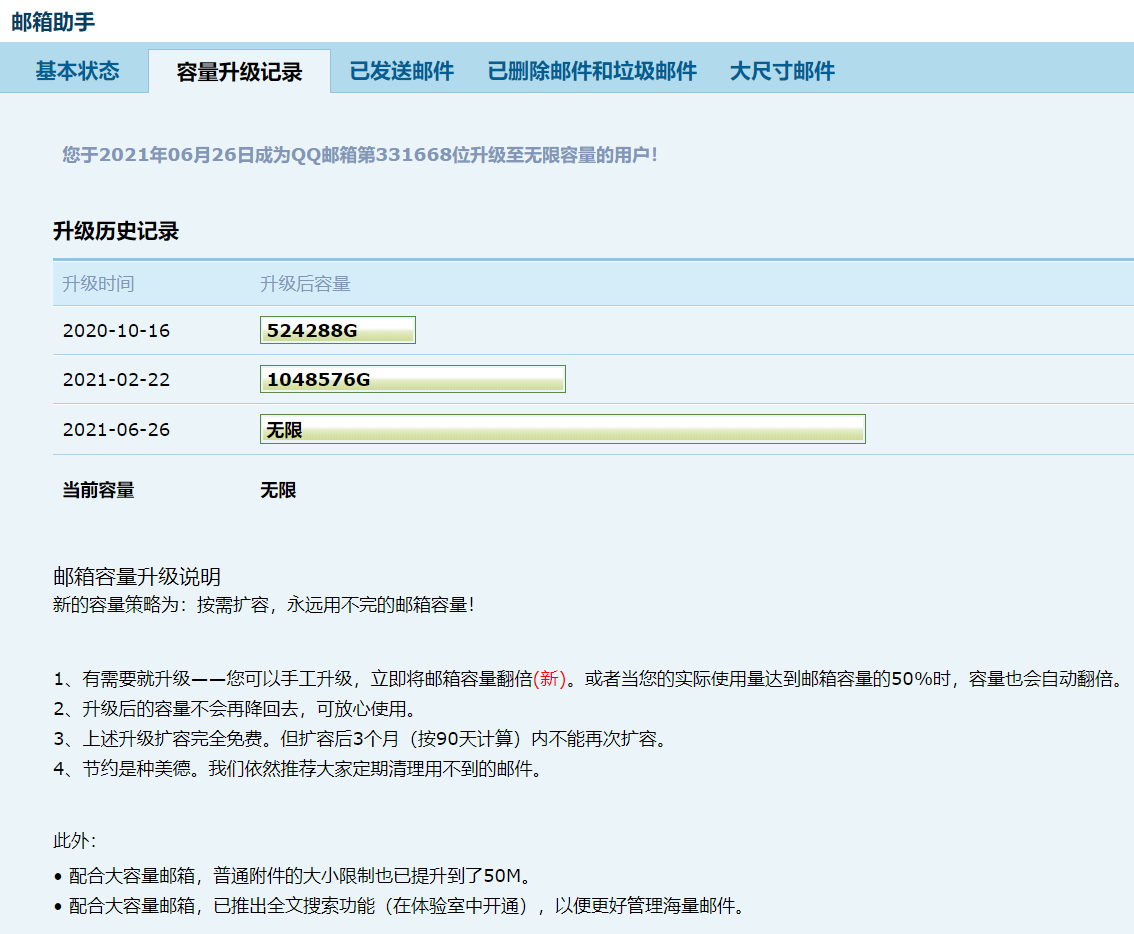 邮箱助手
基本状态 容量升级记录 已发送邮件 已删除邮件和垃圾邮件 大尺寸邮件
您于2021年06月26日成为QQ邮箱第331668位升级至无限容量的用户！
升级历史记录
升级时间 升级后容量
2020-10-16 524288G
2021-02-22 1048576G
2021-06-26 无限
当前容量 无限
邮箱容量升级说明
新的容量策略为：按需扩容，永远用不完的邮箱容量！
1、有需要就升级——您可以手工升级，立即将邮箱容量翻倍(新)。或者当您的实际使用量达到邮箱容量的50%时，容量也会自动翻倍。
2、升级后的容量不会再降回去，可放心使用。
3、上述升级扩容完全免费。但扩容后3个月（按90天计算）内不能再次扩容。
4、节约是种美德。我们依然推荐大家定期清理用不到的邮件。
此外：
• 配合大容量邮箱，普通附件的大小限制也已提升到了50M。
• 配合大容量邮箱，已推出全文搜索功能（在体验室中开通），以便更好管理海量邮件。